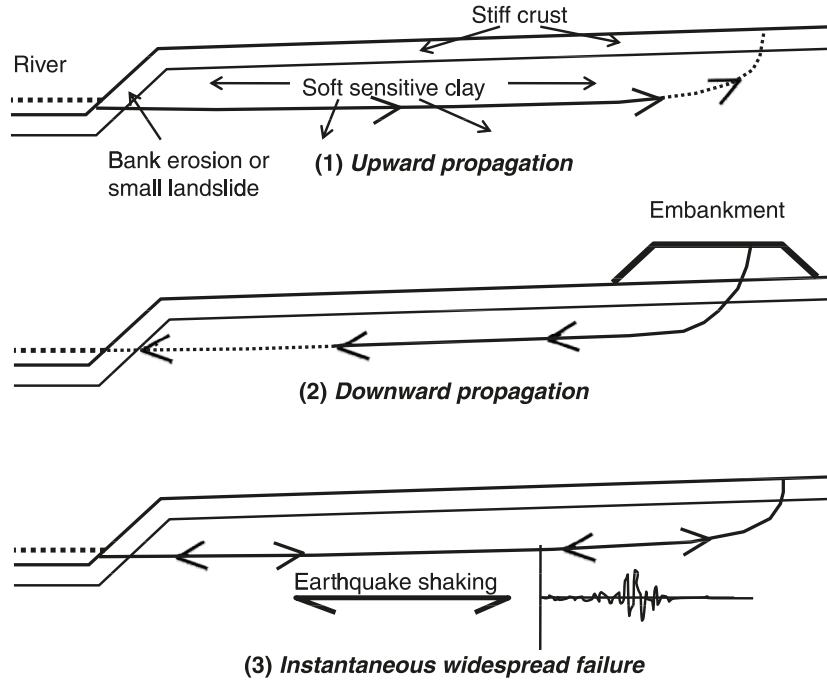 Stiff crust
River
Soft sensitive clay
Bank erosion or
small landslide
(1) Upward propagation
Embankment
(2) Downward propagation
Earthquake shaking
(3) Instantaneous widespread failure